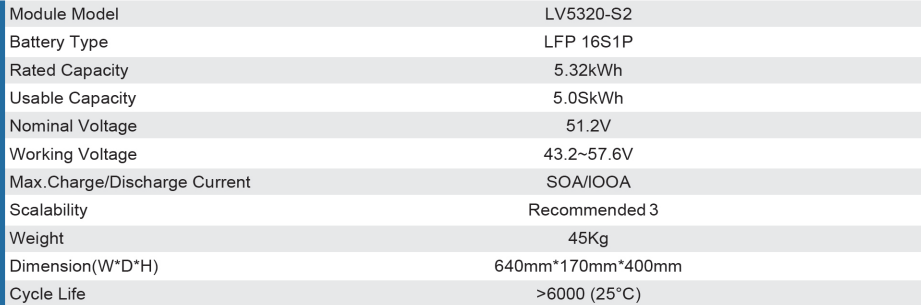 Module Model LV5320-S2
Battery Type LFP 16S1P
Rated Capacity 5.32kWh
Usable Capacity 5.0SkWh
Nominal Voltage 51.2V
Working Voltage 43.2~57.6V
Max.Charge/Discharge Current SOA/IOOA
Scalability Recommended 3
Weight 45Kg
Dimension(W*D*H) 640mm*170mm*400mm
Cycle Life >6000 (25°C)